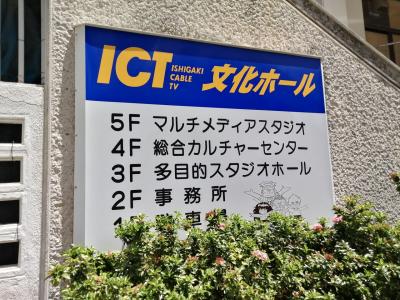 ICT ISHIGAKI CABLE TV 文化ホール
5F マルチメディアスタジオ
4F 総合カルチャーセンター
3F 多目的スタジオホール
2F 事務所